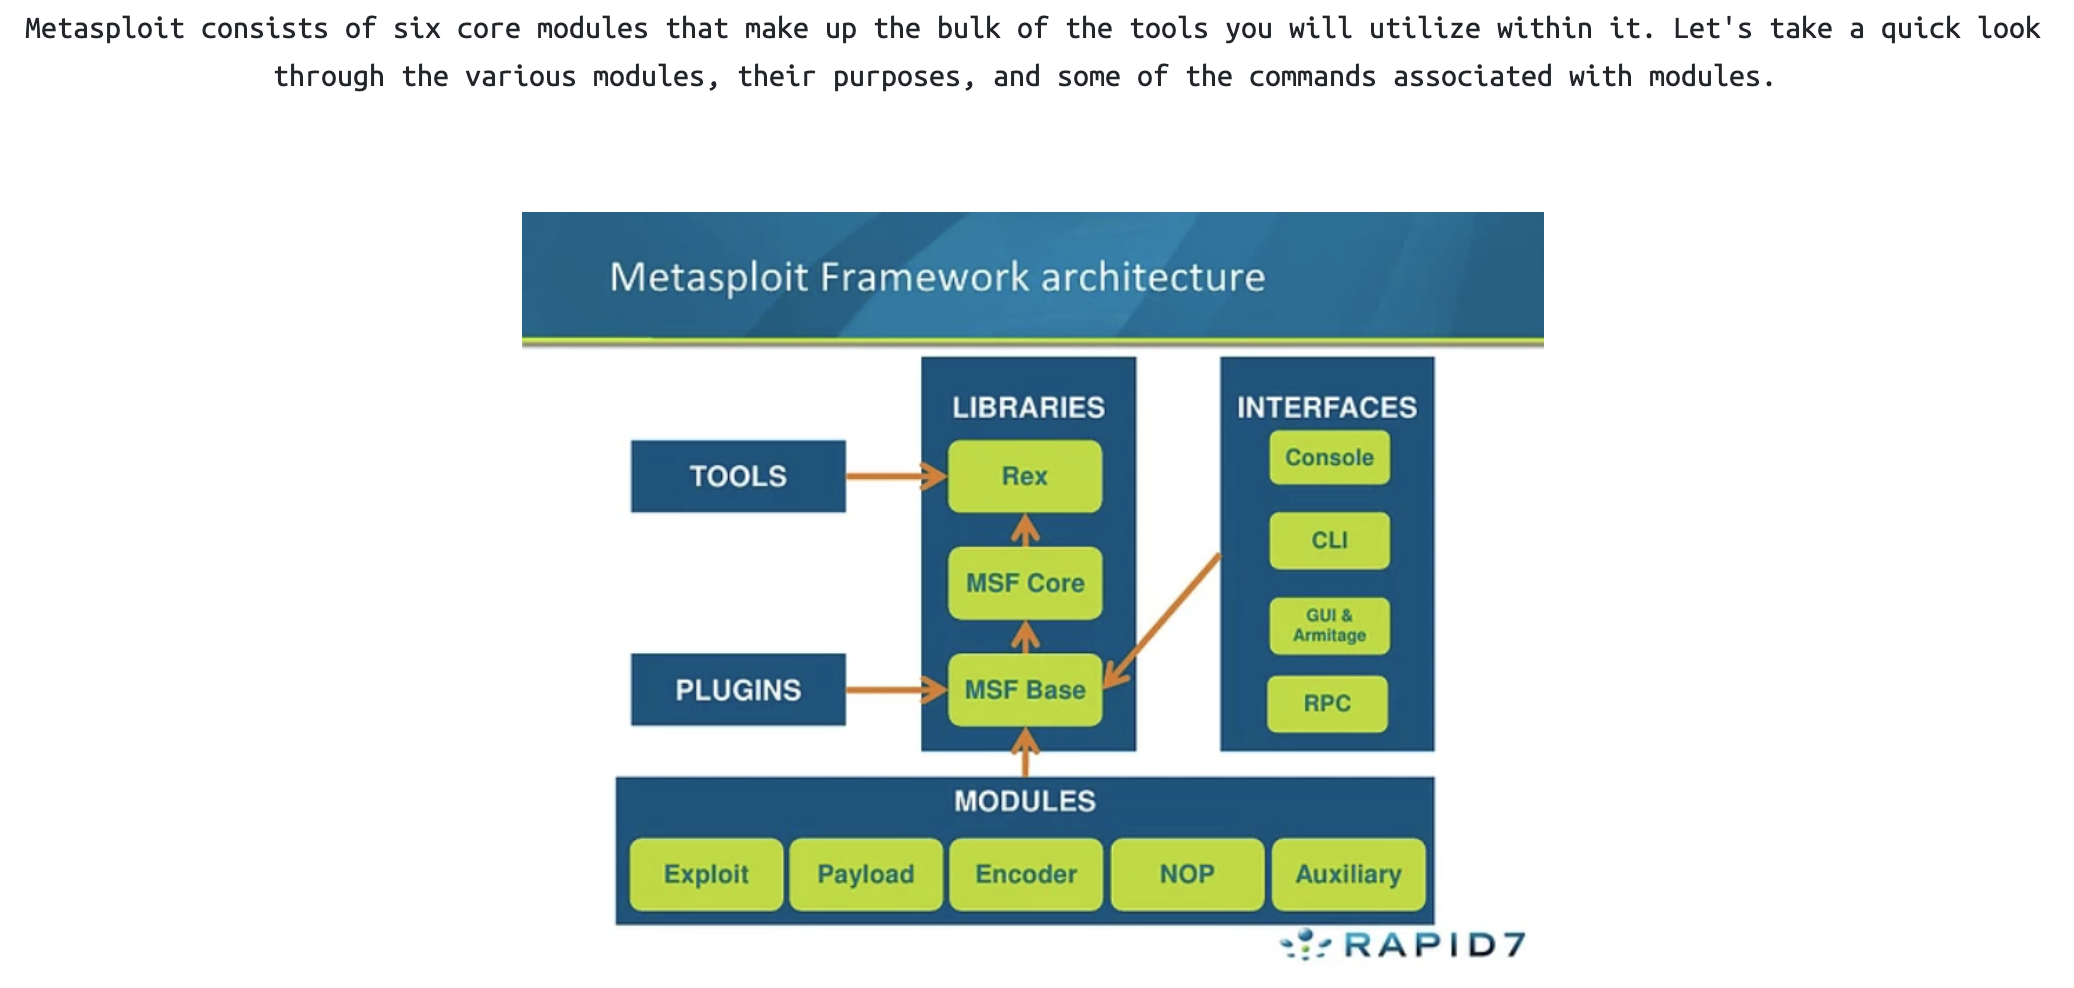 Metasploit consists of six core modules that make up the bulk of the tools you will utilize within it. Let's take a quick look
through the various modules, their purposes, and some of the commands associated with modules.
Metasploit Framework architecture
LIBRARIES
INTERFACES
TOOLS
Rex
Console
MSF Core
CLI
GUI &
Armitage
PLUGINS
MSF Base
RPC
MODULES
Exploit
Payload
Encoder
NOP
Auxiliary
RAPID7